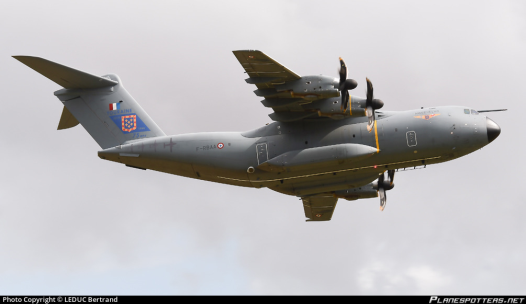 Photo Copyright © LEDUC Bertrand
PLANESPOTTERS.NET